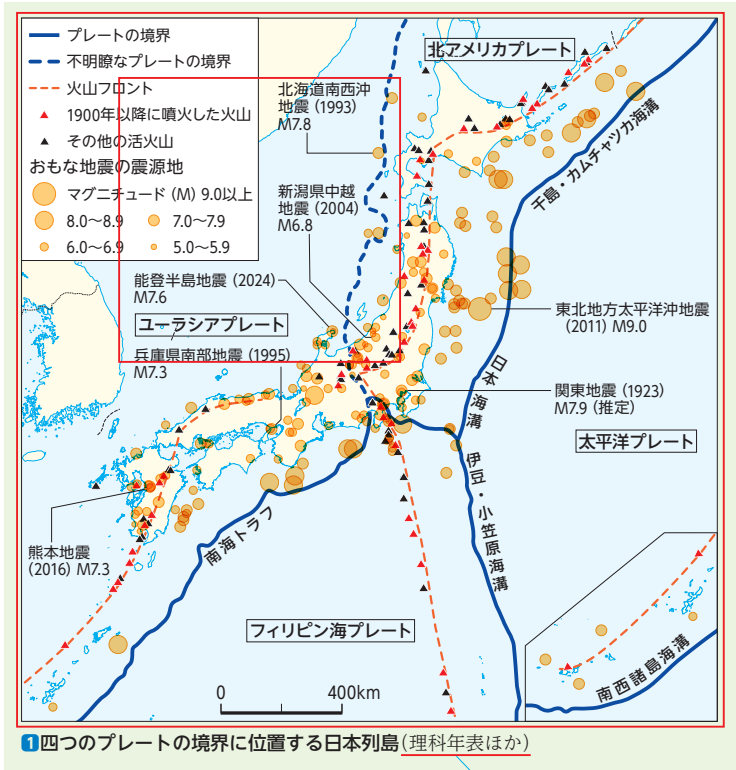 プレートの境界
不明瞭なプレートの境界
火山フロント
1900年以降に噴火した火山
その他の活火山
おもな地震の震源地
マグニチュード (M) 9.0以上
8.0〜8.9 7.0〜7.9
6.0〜6.9 5.0〜5.9
北アメリカプレート
北海道南西沖
地震 (1993)
M7.8
千島・カムチャツカ海溝
新潟県中越
地震 (2004)
M6.8
能登半島地震 (2024)
M7.6
ユーラシアプレート
兵庫県南部地震 (1995)
M7.3
東北地方太平洋沖地震
(2011) M9.0
日本海溝
関東地震 (1923)
M7.9 (推定)
太平洋プレート
伊豆・小笠原海溝
南海トラフ
熊本地震
(2016) M7.3
フィリピン海プレート
南西諸島海溝
0 400km
1四つのプレートの境界に位置する日本列島(理科年表ほか)